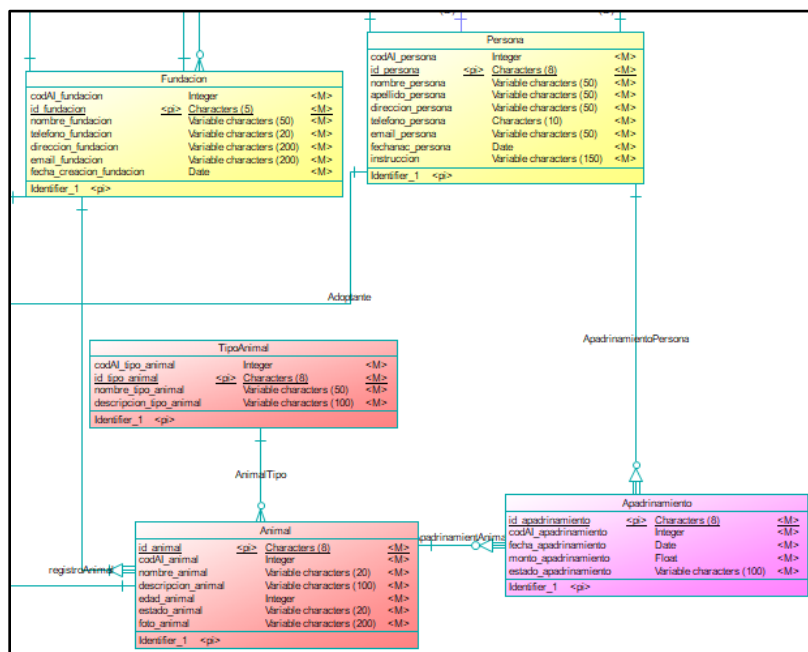 Fundacion
codAI_fundacion Integer <M>
id_fundacion <pi> Characters (5) <M>
nombre_fundacion Variable characters (50) <M>
telefono_fundacion Variable characters (20) <M>
direccion_fundacion Variable characters (200) <M>
email_fundacion Variable characters (200) <M>
fecha_creacion_fundacion Date <M>
Identifier_1 <pi>
Persona
codAI_persona Integer <M>
id_persona <pi> Characters (8) <M>
nombre_persona Variable characters (50) <M>
apellido_persona Variable characters (50) <M>
direccion_persona Variable characters (50) <M>
telefono_persona Characters (10) <M>
email_persona Variable characters (50) <M>
fechanac_persona Date <M>
instruccion Variable characters (150) <M>
Identifier_1 <pi>
Adoptante
ApadrinamientoPersona
TipoAnimal
codAI_tipo_animal Integer <M>
id_tipo_animal <pi> Characters (8) <M>
nombre_tipo_animal Variable characters (50) <M>
descripcion_tipo_animal Variable characters (100) <M>
Identifier_1 <pi>
AnimalTipo
Animal
id_animal <pi> Characters (8) <M>
codAI_animal Integer <M>
nombre_animal Variable characters (20) <M>
descripcion_animal Variable characters (100) <M>
edad_animal Integer <M>
estado_animal Variable characters (20) <M>
foto_animal Variable characters (200) <M>
Identifier_1 <pi>
registroAnimal
Apadrinamiento
id_apadrinamiento <pi> Characters (8) <M>
codAI_apadrinamiento Integer <M>
fecha_apadrinamiento Date <M>
monto_apadrinamiento Float <M>
estado_apadrinamiento Variable characters (100) <M>
Identifier_1 <pi>